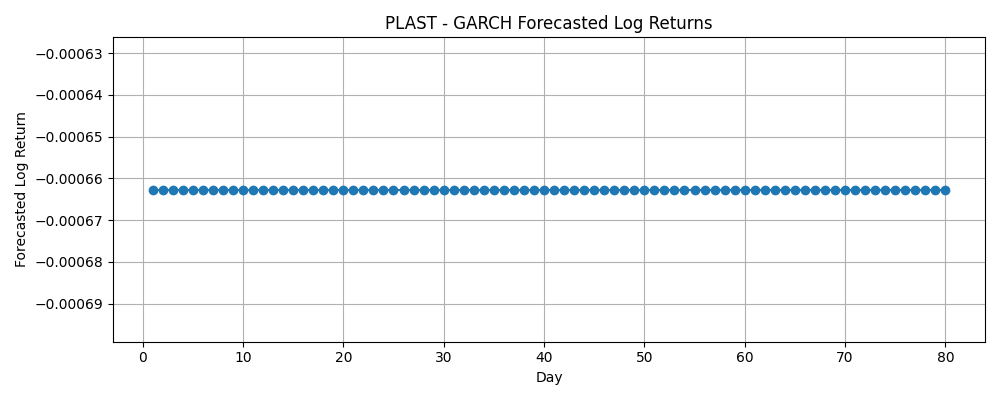 PLAST - GARCH Forecasted Log Returns
−0.00063
−0.00064
−0.00065
−0.00066
−0.00067
−0.00068
−0.00069
Forecasted Log Return
0 10 20 30 40 50 60 70 80
Day